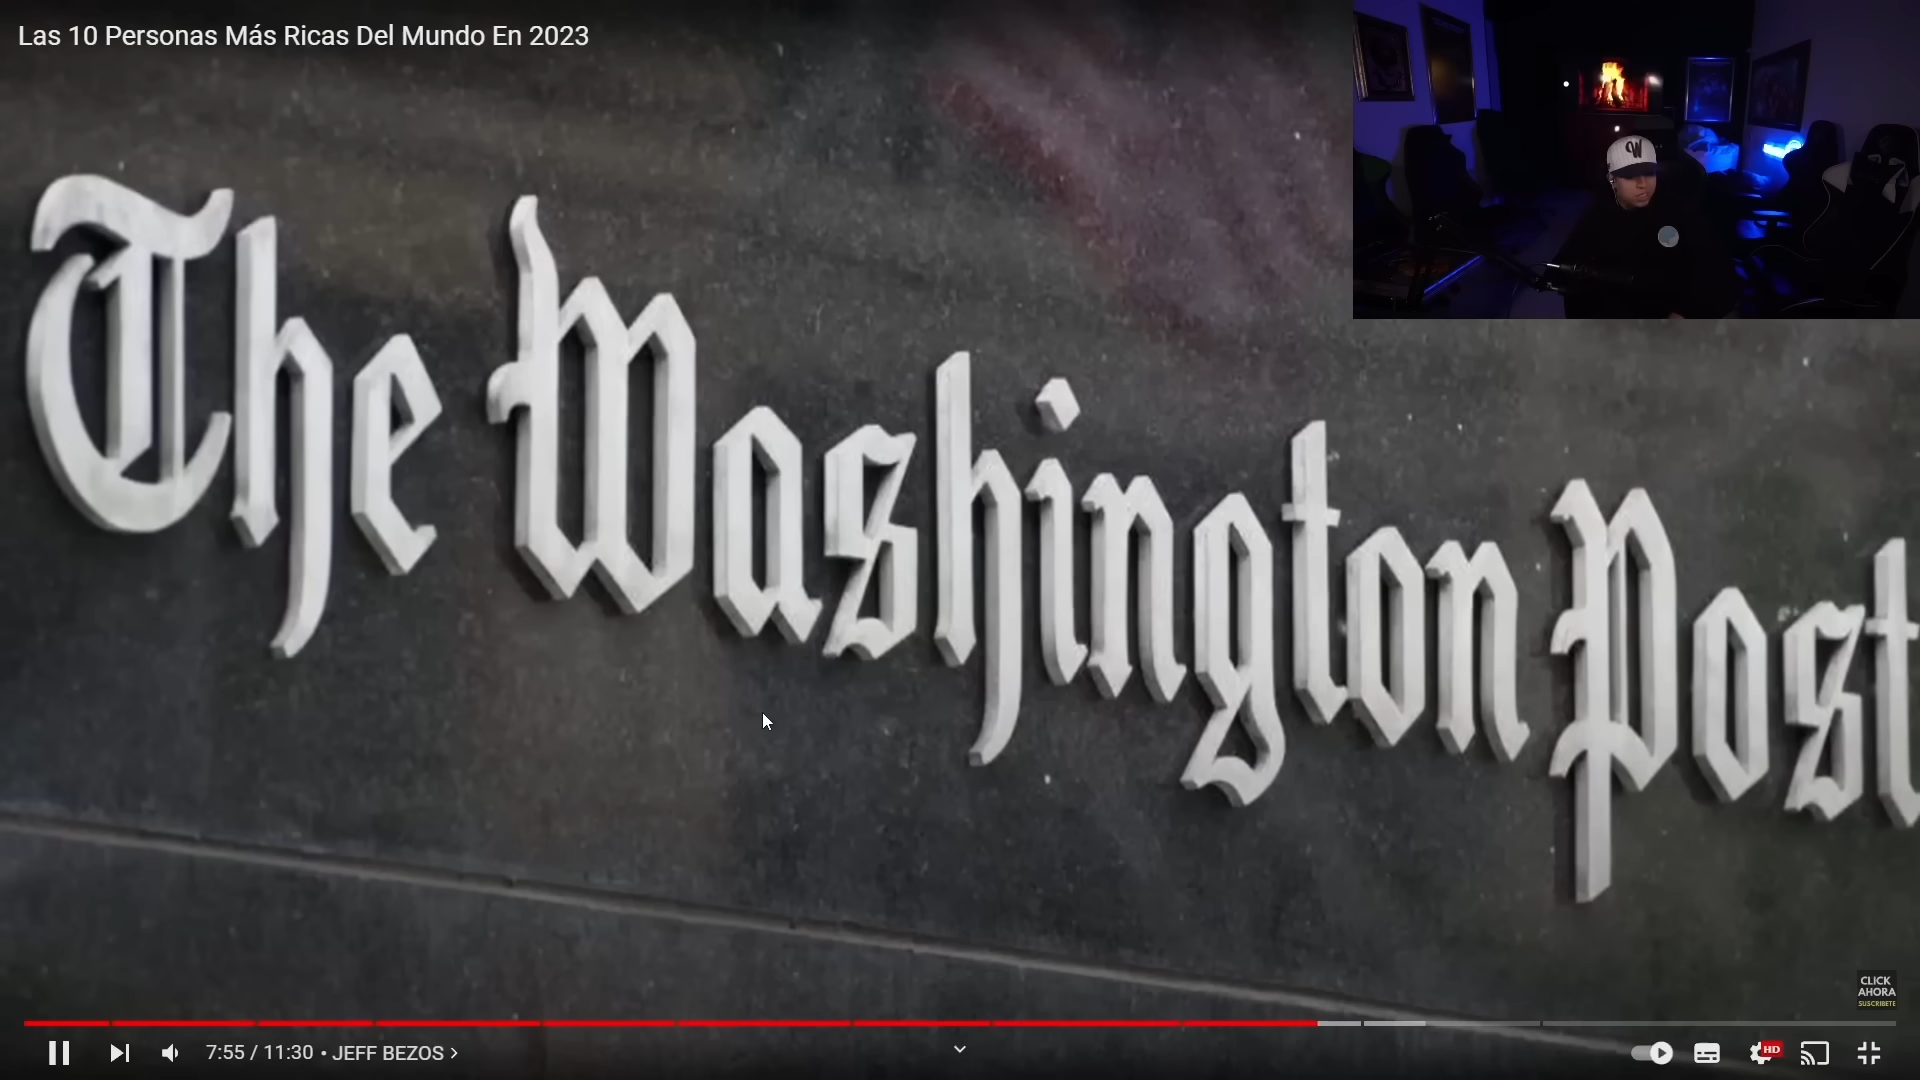 Las 10 Personas Más Ricas Del Mundo En 2023
W
The Washington Post
CLICK
AHORA
SUSCRIBETE
7:55 / 11:30 • JEFF BEZOS >
HD